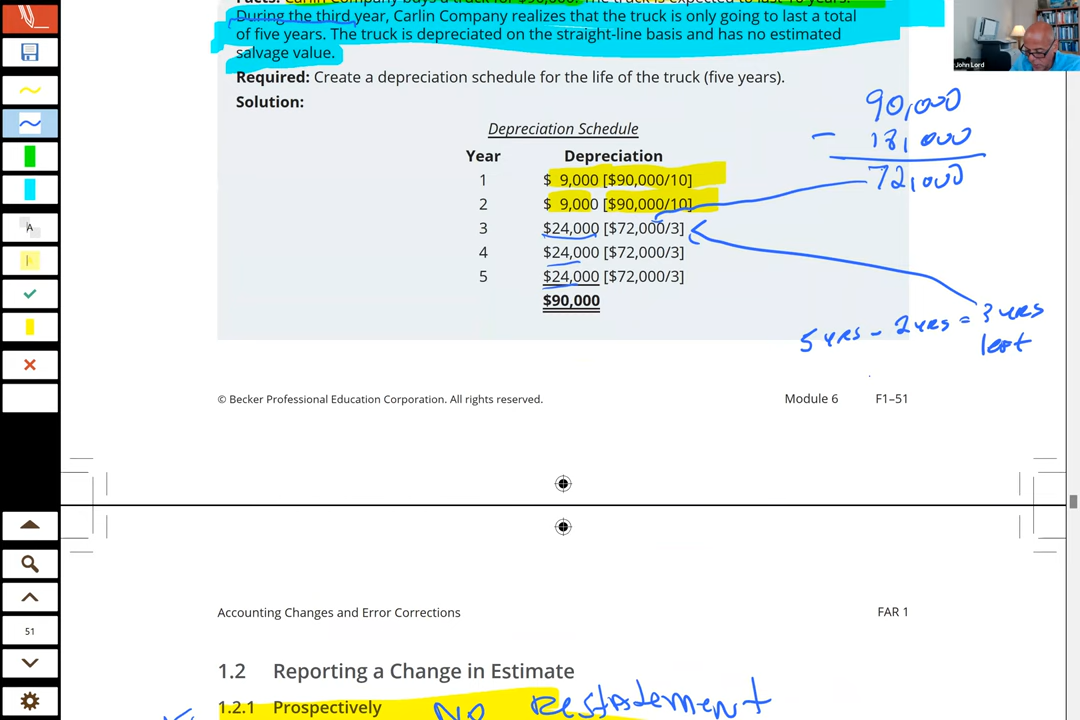 Facts: Carlin Company buys a truck for $90,000. The truck is expected to last 10 years.
During the third year, Carlin Company realizes that the truck is only going to last a total
of five years. The truck is depreciated on the straight-line basis and has no estimated
salvage value.
Required: Create a depreciation schedule for the life of the truck (five years).
Solution:
Depreciation Schedule
Year Depreciation
1 $ 9,000 [$90,000/10]
2 $ 9,000 [$90,000/10]
3 $24,000 [$72,000/3]
4 $24,000 [$72,000/3]
5 $24,000 [$72,000/3]
$90,000
John Lord
90,000
- 18,000
72,000
5 yrs - 2 yrs = 3 yrs
left
© Becker Professional Education Corporation. All rights reserved. Module 6 F1–51
Accounting Changes and Error Corrections FAR 1
1.2 Reporting a Change in Estimate
1.2.1 Prospectively
No Restatement
A
51